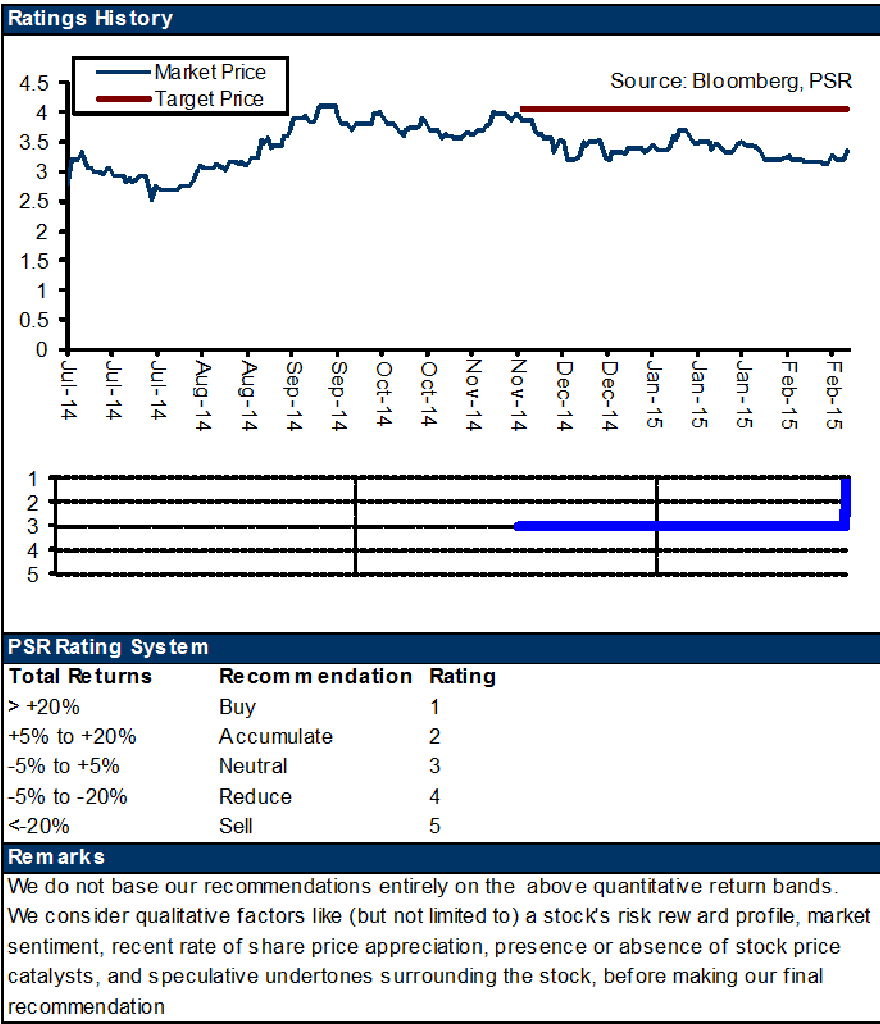 Ratings History
Market Price
Target Price
Source: Bloomberg, PSR
4.5
4
3.5
3
2.5
2
1.5
1
0.5
0
Jul-14
Jul-14
Jul-14
Aug-14
Aug-14
Sep-14
Sep-14
Oct-14
Oct-14
Nov-14
Nov-14
Dec-14
Dec-14
Jan-15
Jan-15
Jan-15
Feb-15
Feb-15
1
2
3
4
5
PSR Rating System
Total Returns Recommendation Rating
> +20% Buy 1
+5% to +20% Accumulate 2
-5% to +5% Neutral 3
-5% to -20% Reduce 4
<-20% Sell 5
Remarks
We do not base our recommendations entirely on the above quantitative return bands.
We consider qualitative factors like (but not limited to) a stock's risk reward profile, market
sentiment, recent rate of share price appreciation, presence or absence of stock price
catalysts, and speculative undertones surrounding the stock, before making our final
recommendation